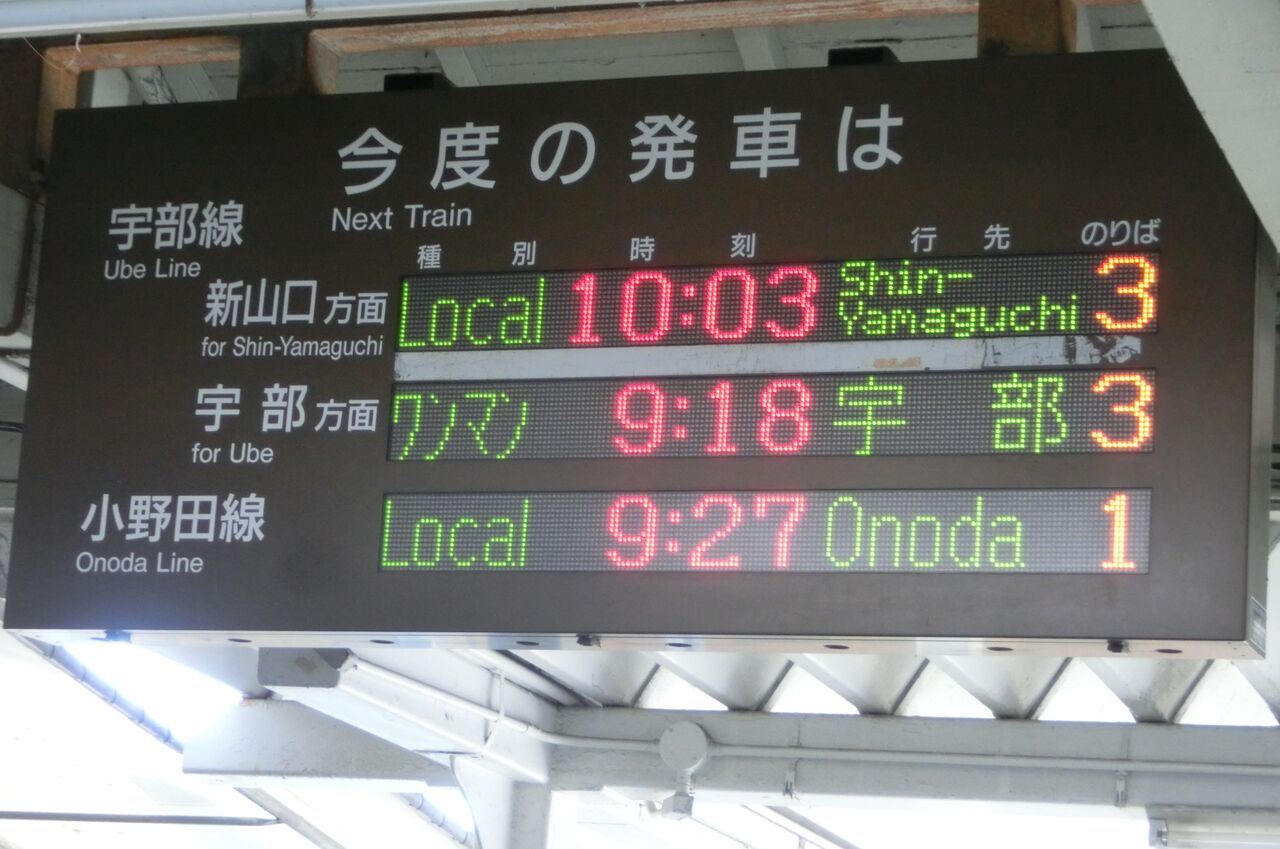 今度の発車は
Next Train
宇部線
Ube Line
種別 時刻 行先 のりば
新山口方面
for Shin-Yamaguchi
Local 10:03 Shin-Yamaguchi 3
宇部方面
for Ube
ワンマン 9:18 宇部 3
小野田線
Onoda Line
Local 9:27 Onoda 1